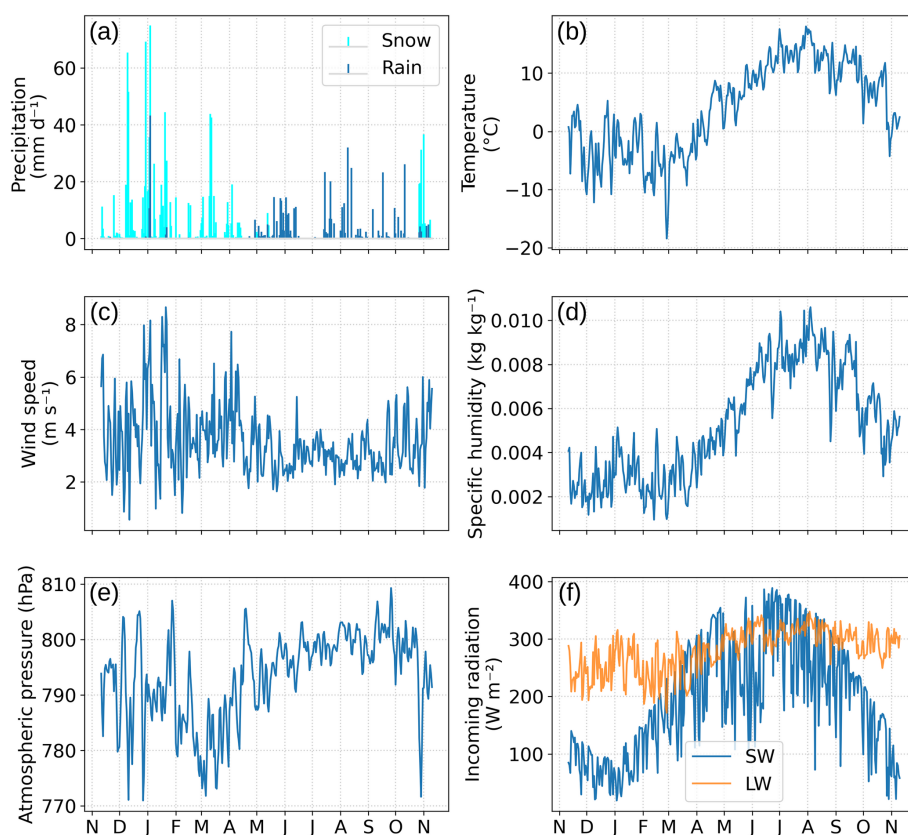 (a)
Snow
Rain
60
40
20
0
Precipitation
(mm d⁻¹)
(b)
10
0
−10
−20
Temperature
(°C)
(c)
8
6
4
2
Wind speed
(m s⁻¹)
(d)
0.010
0.008
0.006
0.004
0.002
Specific humidity (kg kg⁻¹)
(e)
810
800
790
780
770
Atmospheric pressure (hPa)
N D J F M A M J J A S O N
(f)
400
300
200
100
Incoming radiation
(W m⁻²)
SW
LW
N D J F M A M J J A S O N